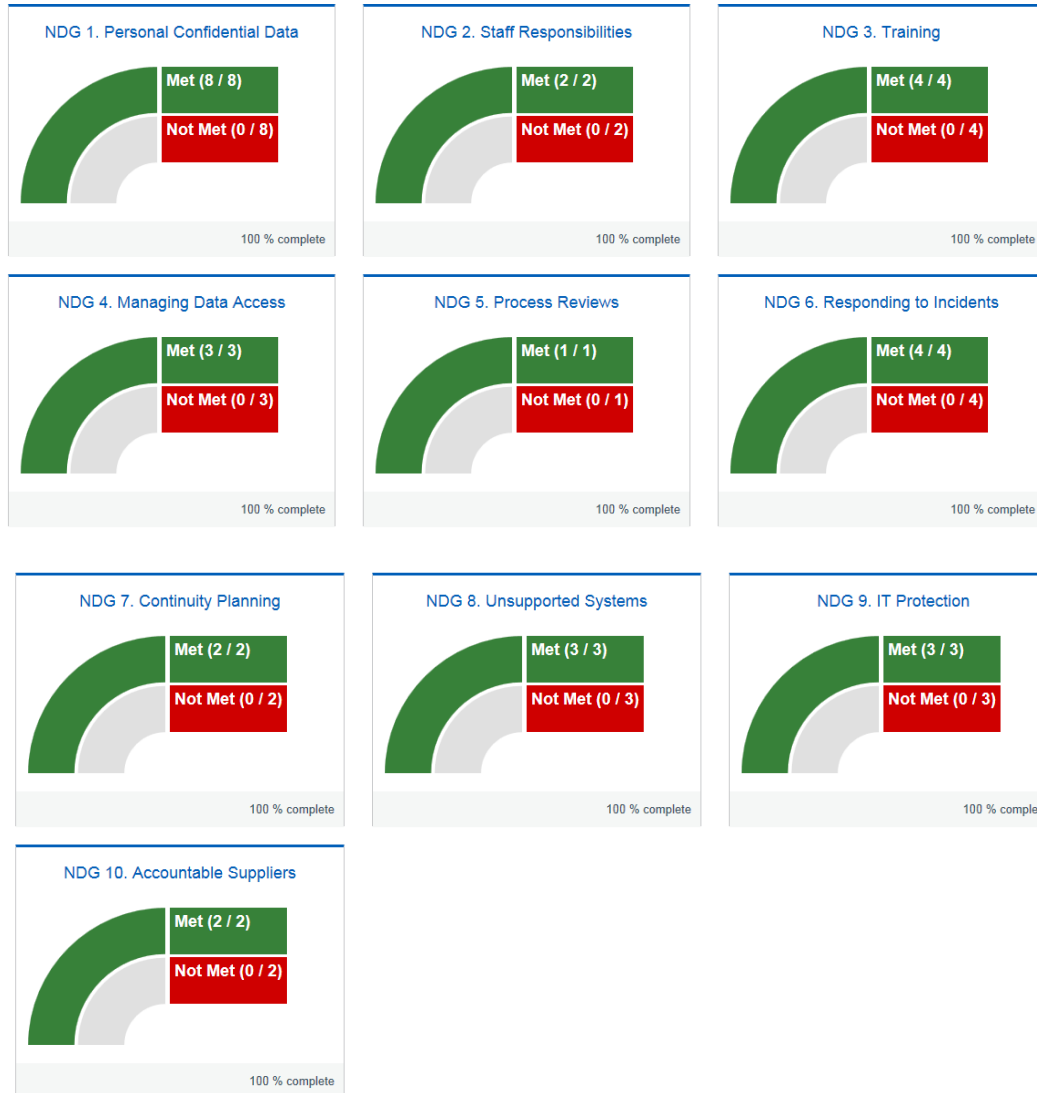 NDG 1. Personal Confidential Data
Met (8 / 8)
Not Met (0 / 8)
100 % complete
NDG 2. Staff Responsibilities
Met (2 / 2)
Not Met (0 / 2)
100 % complete
NDG 3. Training
Met (4 / 4)
Not Met (0 / 4)
100 % complete
NDG 4. Managing Data Access
Met (3 / 3)
Not Met (0 / 3)
100 % complete
NDG 5. Process Reviews
Met (1 / 1)
Not Met (0 / 1)
100 % complete
NDG 6. Responding to Incidents
Met (4 / 4)
Not Met (0 / 4)
100 % complete
NDG 7. Continuity Planning
Met (2 / 2)
Not Met (0 / 2)
100 % complete
NDG 8. Unsupported Systems
Met (3 / 3)
Not Met (0 / 3)
100 % complete
NDG 9. IT Protection
Met (3 / 3)
Not Met (0 / 3)
100 % comple
NDG 10. Accountable Suppliers
Met (2 / 2)
Not Met (0 / 2)
100 % complete